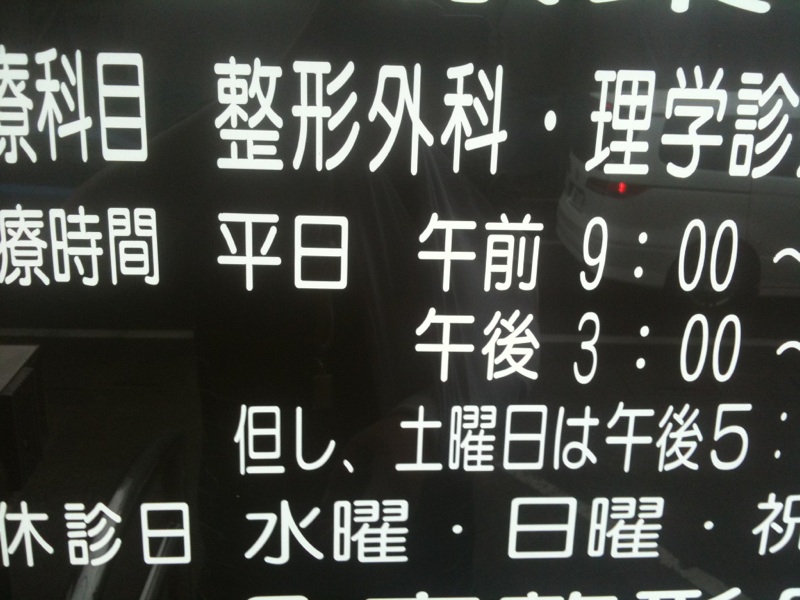 療科目 整形外科・理学診
療時間 平日 午前 9:00~
午後 3:00~
但し、土曜日は午後5:
休診日 水曜・日曜・祝